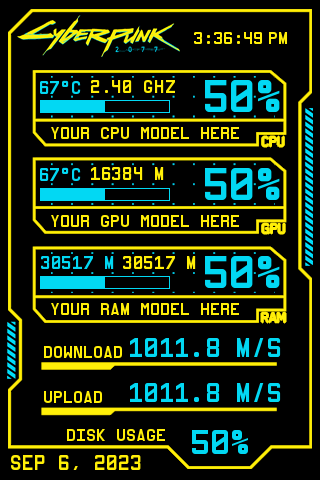 Cyberpunk
2077
3:36:49 PM
67°C 2.40 GHZ
50%
YOUR CPU MODEL HERE
CPU
67°C 16384 M
50%
YOUR GPU MODEL HERE
GPU
30517 M 30517 M
50%
YOUR RAM MODEL HERE
RAM
DOWNLOAD 1011.8 M/S
UPLOAD 1011.8 M/S
DISK USAGE 50%
SEP 6, 2023